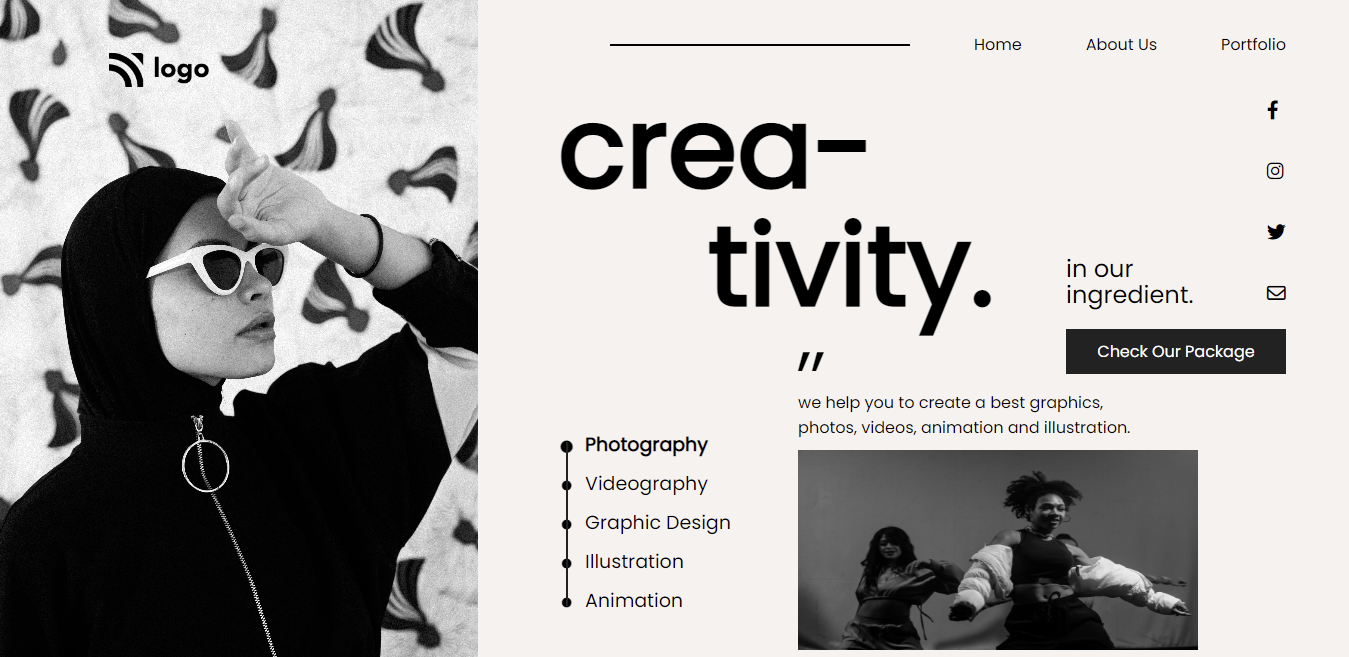 logo
Home About Us Portfolio
crea-
tivity.
in our
ingredient.
Check Our Package
"
we help you to create a best graphics,
photos, videos, animation and illustration.
Photography
Videography
Graphic Design
Illustration
Animation